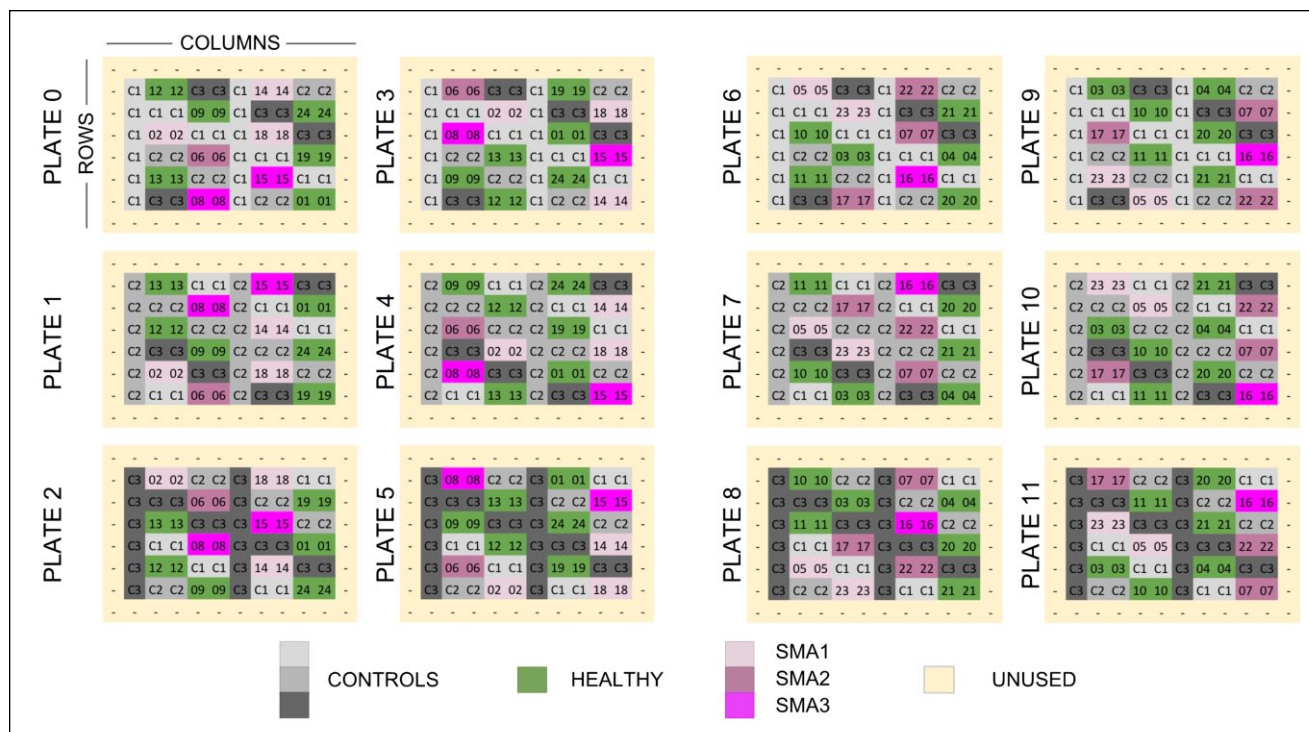 COLUMNS
ROWS
PLATE 0
- - - - - - - - - - - -
- C1 12 12 C3 C3 C1 14 14 C2 C2 -
- C1 C1 C1 09 09 C1 C3 C3 24 24 -
- C1 02 02 C1 C1 C1 18 18 C3 C3 -
- C1 C2 C2 06 06 C1 C1 C1 19 19 -
- C1 13 13 C2 C2 C1 15 15 C1 C1 -
- C1 C3 C3 08 08 C1 C2 C2 01 01 -
- - - - - - - - - - - -
PLATE 3
- - - - - - - - - - - -
- C1 06 06 C3 C3 C1 19 19 C2 C2 -
- C1 C1 C1 02 02 C1 C3 C3 18 18 -
- C1 08 08 C1 C1 C1 01 01 C3 C3 -
- C1 C2 C2 13 13 C1 C1 C1 15 15 -
- C1 09 09 C2 C2 C1 24 24 C1 C1 -
- C1 C3 C3 12 12 C1 C2 C2 14 14 -
- - - - - - - - - - - -
PLATE 6
- - - - - - - - - - - -
- C1 05 05 C3 C3 C1 22 22 C2 C2 -
- C1 C1 C1 23 23 C1 C3 C3 21 21 -
- C1 10 10 C1 C1 C1 07 07 C3 C3 -
- C1 C2 C2 03 03 C1 C1 C1 04 04 -
- C1 11 11 C2 C2 C1 16 16 C1 C1 -
- C1 C3 C3 17 17 C1 C2 C2 20 20 -
- - - - - - - - - - - -
PLATE 9
- - - - - - - - - - - -
- C1 03 03 C3 C3 C1 04 04 C2 C2 -
- C1 C1 C1 10 10 C1 C3 C3 07 07 -
- C1 17 17 C1 C1 C1 20 20 C3 C3 -
- C1 C2 C2 11 11 C1 C1 C1 16 16 -
- C1 23 23 C2 C2 C1 21 21 C1 C1 -
- C1 C3 C3 05 05 C1 C2 C2 22 22 -
- - - - - - - - - - - -
PLATE 1
- - - - - - - - - - - -
- C2 13 13 C1 C1 C2 15 15 C3 C3 -
- C2 C2 C2 08 08 C2 C1 C1 01 01 -
- C2 12 12 C2 C2 C2 14 14 C1 C1 -
- C2 C3 C3 09 09 C2 C2 C2 24 24 -
- C2 02 02 C3 C3 C2 18 18 C2 C2 -
- C2 C1 C1 06 06 C2 C3 C3 19 19 -
- - - - - - - - - - - -
PLATE 4
- - - - - - - - - - - -
- C2 09 09 C1 C1 C2 24 24 C3 C3 -
- C2 C2 C2 12 12 C2 C1 C1 14 14 -
- C2 06 06 C2 C2 C2 19 19 C1 C1 -
- C2 C3 C3 02 02 C2 C2 C2 18 18 -
- C2 08 08 C3 C3 C2 01 01 C2 C2 -
- C2 C1 C1 13 13 C2 C3 C3 15 15 -
- - - - - - - - - - - -
PLATE 7
- - - - - - - - - - - -
- C2 11 11 C1 C1 C2 16 16 C3 C3 -
- C2 C2 C2 17 17 C2 C1 C1 20 20 -
- C2 05 05 C2 C2 C2 22 22 C1 C1 -
- C2 C3 C3 23 23 C2 C2 C2 21 21 -
- C2 10 10 C3 C3 C2 07 07 C2 C2 -
- C2 C1 C1 03 03 C2 C3 C3 04 04 -
- - - - - - - - - - - -
PLATE 10
- - - - - - - - - - - -
- C2 23 23 C1 C1 C2 21 21 C3 C3 -
- C2 C2 C2 05 05 C2 C1 C1 22 22 -
- C2 03 03 C2 C2 C2 04 04 C1 C1 -
- C2 C3 C3 10 10 C2 C2 C2 07 07 -
- C2 17 17 C3 C3 C2 20 20 C2 C2 -
- C2 C1 C1 11 11 C2 C3 C3 16 16 -
- - - - - - - - - - - -
PLATE 2
- - - - - - - - - - - -
- C3 02 02 C2 C2 C3 18 18 C1 C1 -
- C3 C3 C3 06 06 C3 C2 C2 19 19 -
- C3 13 13 C3 C3 C3 15 15 C2 C2 -
- C3 C1 C1 08 08 C3 C3 C3 01 01 -
- C3 12 12 C1 C1 C3 14 14 C3 C3 -
- C3 C2 C2 09 09 C3 C1 C1 24 24 -
- - - - - - - - - - - -
PLATE 5
- - - - - - - - - - - -
- C3 08 08 C2 C2 C3 01 01 C1 C1 -
- C3 C3 C3 13 13 C3 C2 C2 15 15 -
- C3 09 09 C3 C3 C3 24 24 C2 C2 -
- C3 C1 C1 12 12 C3 C3 C3 14 14 -
- C3 06 06 C1 C1 C3 19 19 C3 C3 -
- C3 C2 C2 02 02 C3 C1 C1 18 18 -
- - - - - - - - - - - -
PLATE 8
- - - - - - - - - - - -
- C3 10 10 C2 C2 C3 07 07 C1 C1 -
- C3 C3 C3 03 03 C3 C2 C2 04 04 -
- C3 11 11 C3 C3 C3 16 16 C2 C2 -
- C3 C1 C1 17 17 C3 C3 C3 20 20 -
- C3 05 05 C1 C1 C3 22 22 C3 C3 -
- C3 C2 C2 23 23 C3 C1 C1 21 21 -
- - - - - - - - - - - -
PLATE 11
- - - - - - - - - - - -
- C3 17 17 C2 C2 C3 20 20 C1 C1 -
- C3 C3 C3 11 11 C3 C2 C2 16 16 -
- C3 23 23 C3 C3 C3 21 21 C2 C2 -
- C3 C1 C1 05 05 C3 C3 C3 22 22 -
- C3 03 03 C1 C1 C3 04 04 C3 C3 -
- C3 C2 C2 10 10 C3 C1 C1 07 07 -
- - - - - - - - - - - -
CONTROLS
HEALTHY
SMA1
SMA2
SMA3
UNUSED